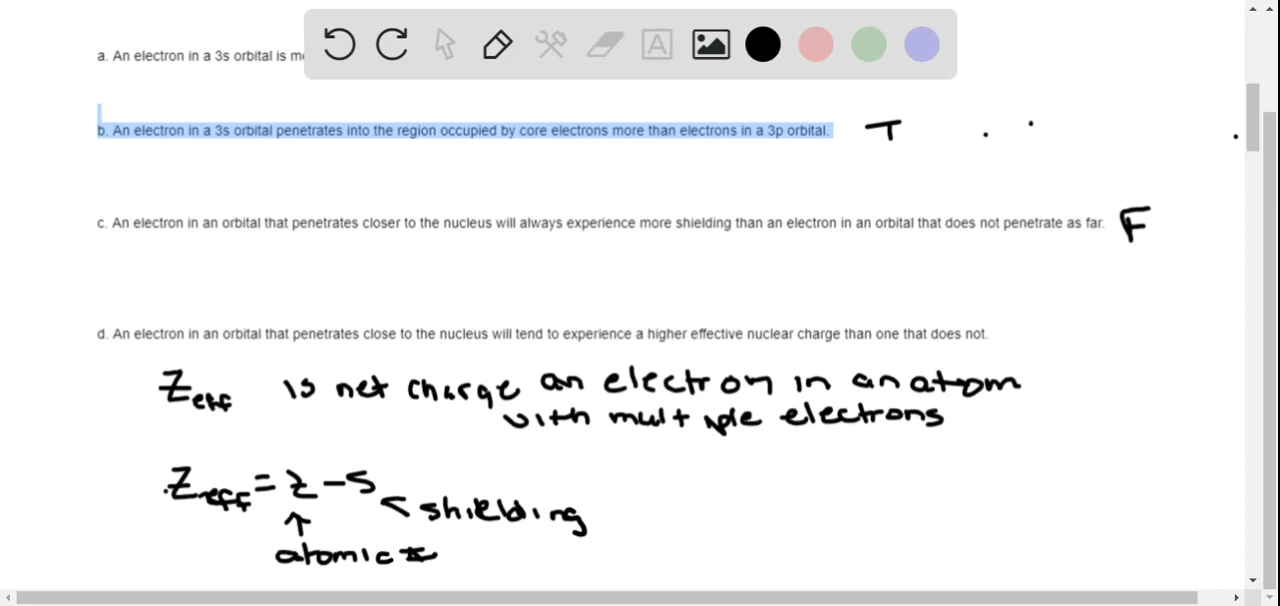 a. An electron in a 3s orbital is
A
b. An electron in a 3s orbital penetrates into the region occupied by core electrons more than electrons in a 3p orbital. T
c. An electron in an orbital that penetrates closer to the nucleus will always experience more shielding than an electron in an orbital that does not penetrate as far. F
d. An electron in an orbital that penetrates close to the nucleus will tend to experience a higher effective nuclear charge than one that does not.
Zeff is net charge an electron in an atom
with multiple electrons
Zeff = Z - S
< shielding
↑
atomic #